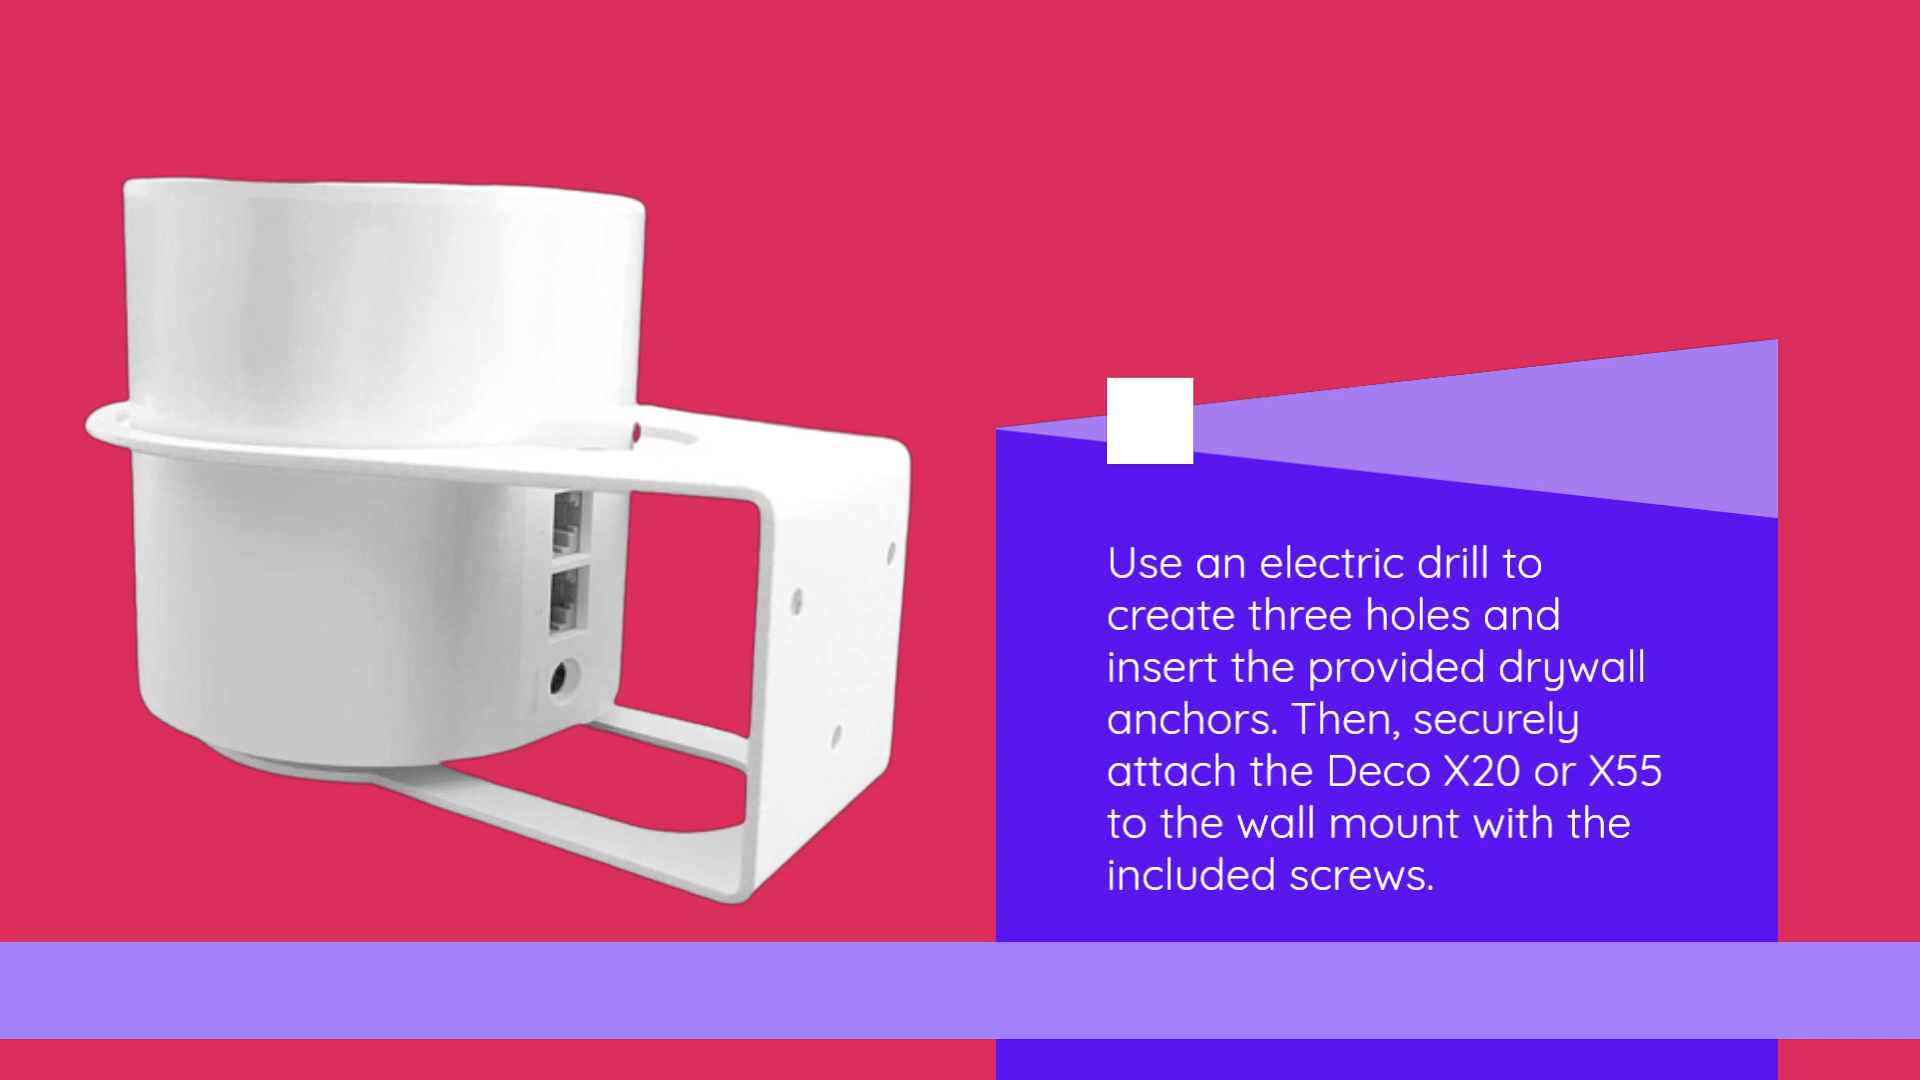 Use an electric drill to
create three holes and
insert the provided drywall
anchors. Then, securely
attach the Deco X20 or X55
to the wall mount with the
included screws.